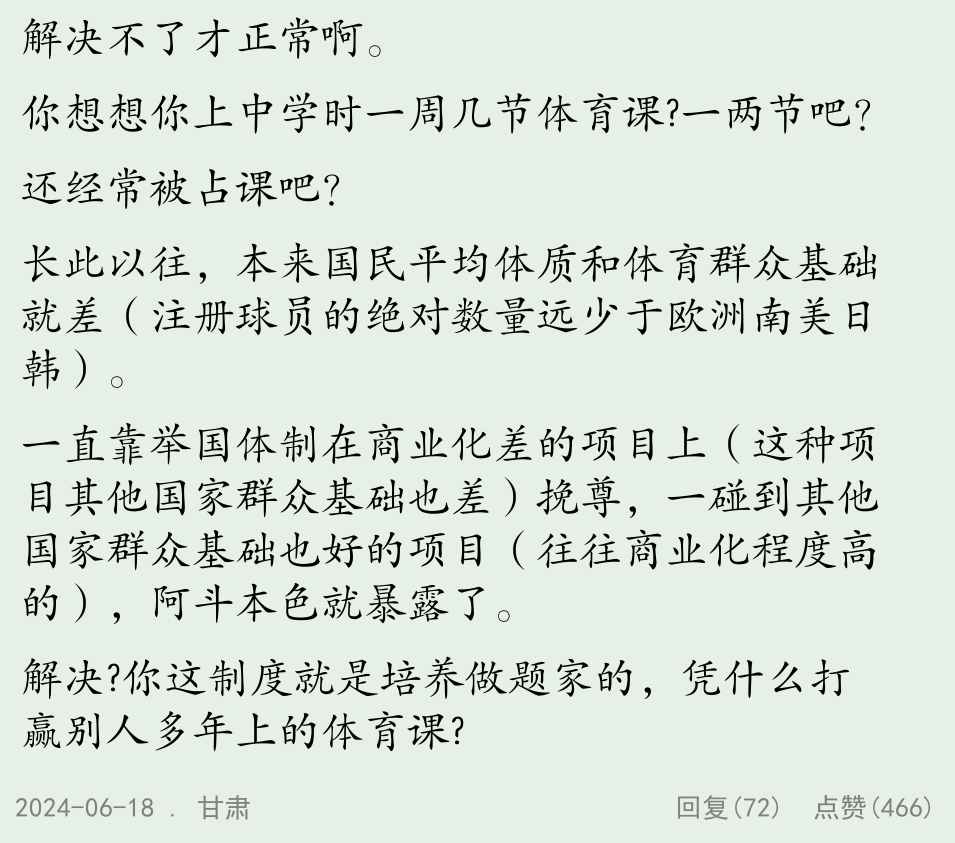 解决不了才正常啊。
你想想你上中学时一周几节体育课?一两节吧?
还经常被占课吧?
长此以往，本来国民平均体质和体育群众基础
就差（注册球员的绝对数量远少于欧洲南美日
韩）。
一直靠举国体制在商业化差的项目上（这种项
目其他国家群众基础也差）挽尊，一碰到其他
国家群众基础也好的项目（往往商业化程度高
的），阿斗本色就暴露了。
解决?你这制度就是培养做题家的，凭什么打
赢别人多年上的体育课?
2024-06-18 . 甘肃 回复(72) 点赞(466)